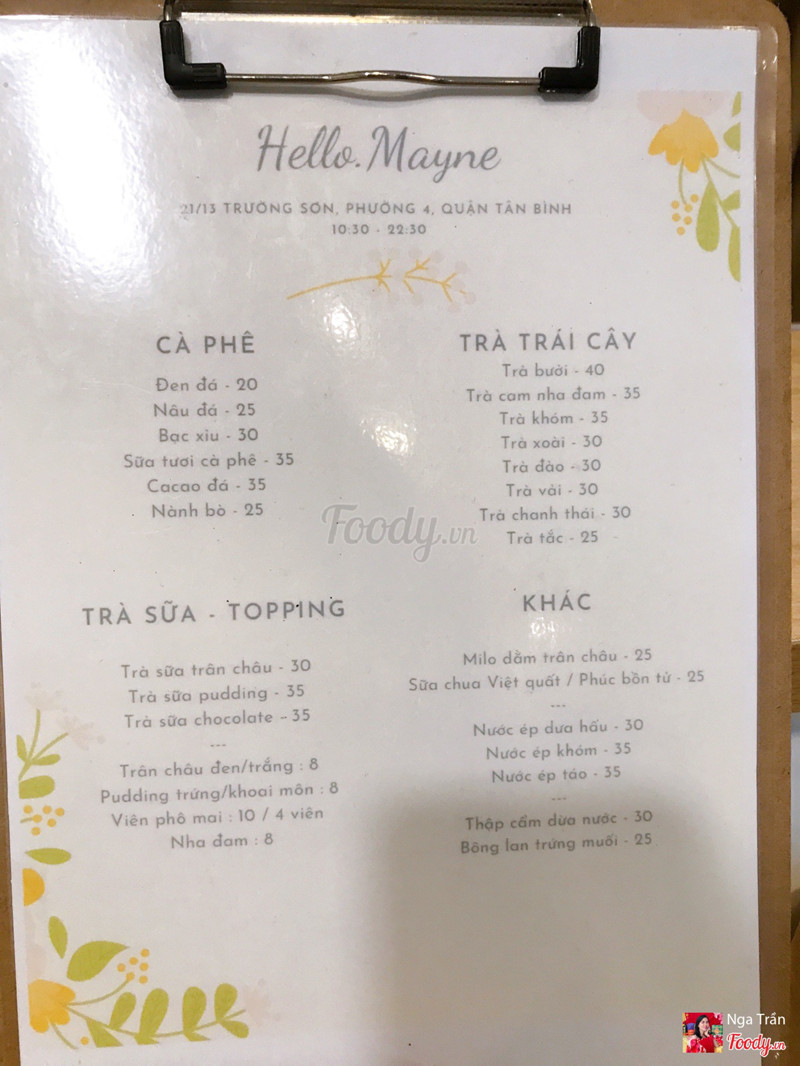 Hello.Mayne
21/13 TRƯỜNG SƠN, PHƯỜNG 4, QUẬN TÂN BÌNH
10:30 - 22:30
CÀ PHÊ
Đen đá - 20
Nâu đá - 25
Bạc xỉu - 30
Sữa tươi cà phê - 35
Cacao đá - 35
Nành bò - 25
TRÀ TRÁI CÂY
Trà bưởi - 40
Trà cam nha đam - 35
Trà khóm - 35
Trà xoài - 30
Trà đào - 30
Trà vải - 30
Trà chanh thái - 30
Trà tắc - 25
Foody.vn
TRÀ SỮA - TOPPING
Trà sữa trân châu - 30
Trà sữa pudding - 35
Trà sữa chocolate - 35
---
Trân châu đen/trắng : 8
Pudding trứng/khoai môn : 8
Viên phô mai : 10 / 4 viên
Nha đam : 8
KHÁC
Milo dằm trân châu - 25
Sữa chua Việt quất / Phúc bồn tử - 25
---
Nước ép dưa hấu - 30
Nước ép khóm - 35
Nước ép táo - 35
---
Thập cẩm dừa nước - 30
Bông lan trứng muối - 25
Nga Trần
Foody.vn